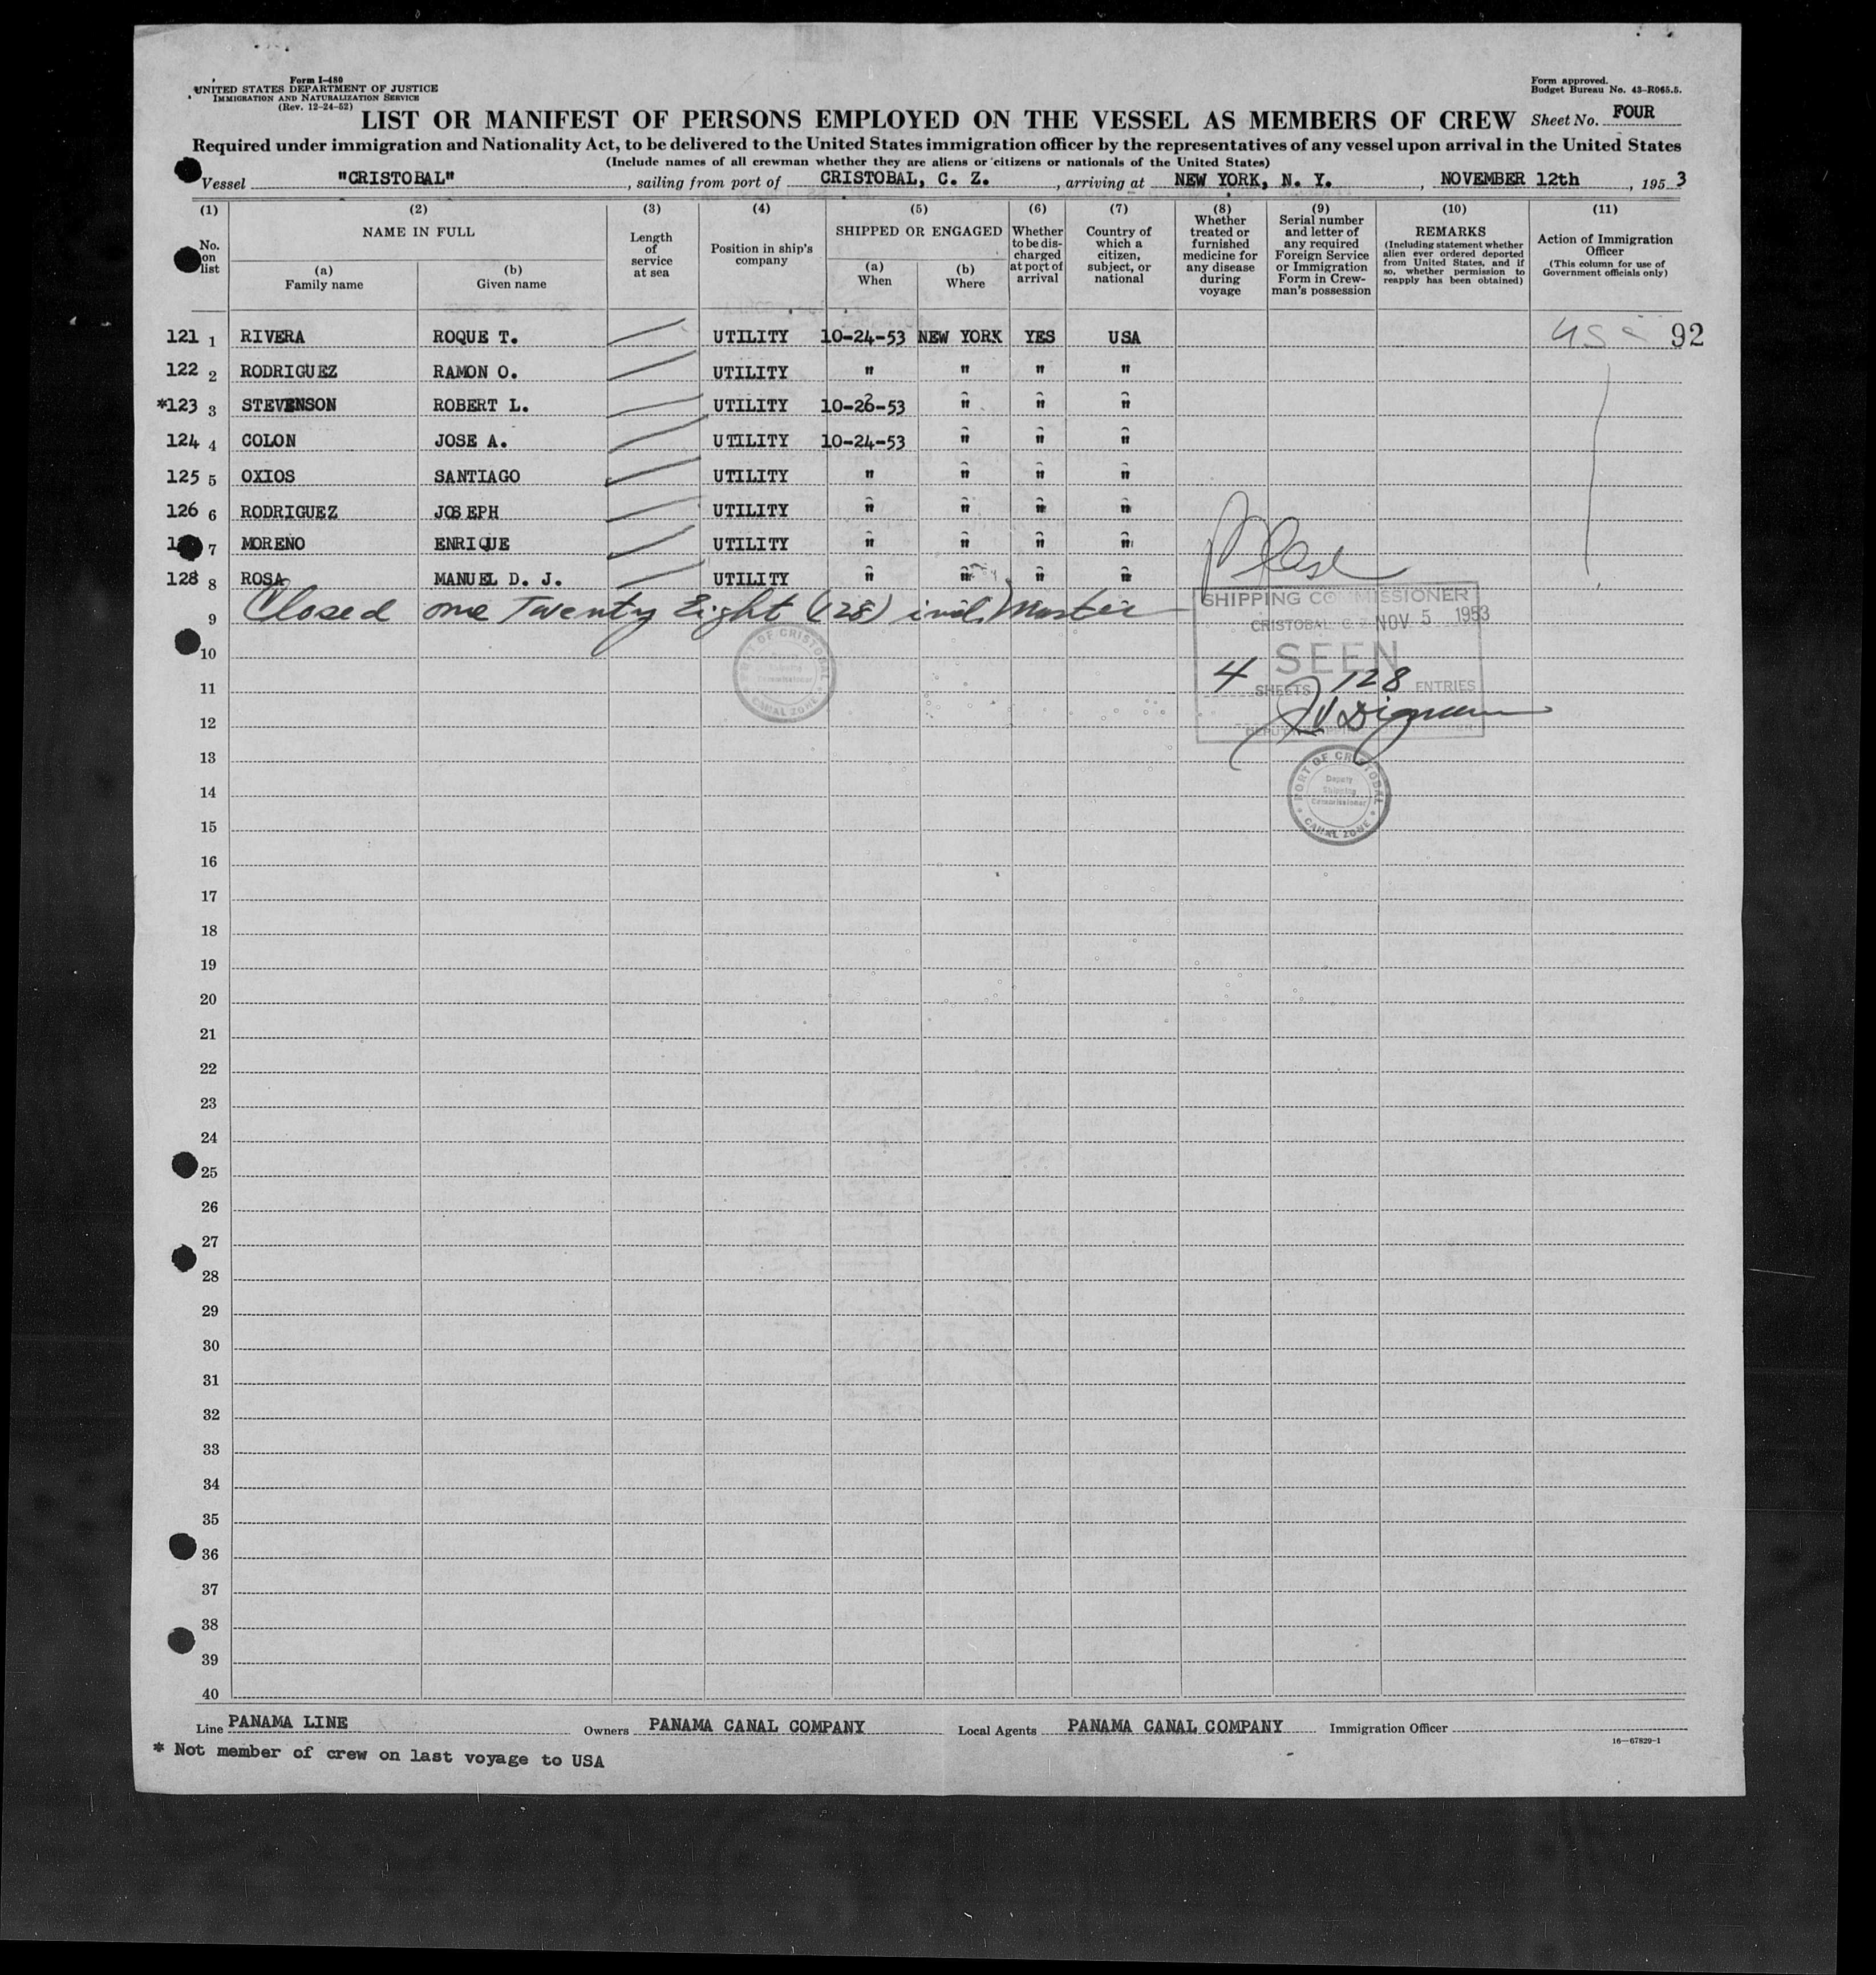 Form I-480
UNITED STATES DEPARTMENT OF JUSTICE
IMMIGRATION AND NATURALIZATION SERVICE
(Rev. 12-24-52)
Form approved.
Budget Bureau No. 43-R065.5.
LIST OR MANIFEST OF PERSONS EMPLOYED ON THE VESSEL AS MEMBERS OF CREW Sheet No. FOUR
Required under immigration and Nationality Act, to be delivered to the United States immigration officer by the representatives of any vessel upon arrival in the United States
(Include names of all crewman whether they are aliens or citizens or nationals of the United States)
Vessel "CRISTOBAL", sailing from port of CRISTOBAL, C. Z., arriving at NEW YORK, N. Y., NOVEMBER 12th, 1953
(1) (2) (3) (4) (5) (6) (7) (8) (9) (10) (11)
No. on list
NAME IN FULL
(a) Family name
(b) Given name
Length of service at sea
Position in ship's company
SHIPPED OR ENGAGED
(a) When
(b) Where
Whether to be discharged at port of arrival
Country of which a citizen, subject, or national
Whether treated or furnished medicine for any disease during voyage
Serial number and letter of any required Foreign Service or Immigration Form in Crewman's possession
REMARKS
(Including statement whether alien ever ordered deported from United States, and if so, whether permission to reapply has been obtained)
Action of Immigration Officer
(This column for use of Government officials only)
121 1 RIVERA ROQUE T. UTILITY 10-24-53 NEW YORK YES USA 92
122 2 RODRIGUEZ RAMON O. UTILITY " " " "
*123 3 STEVENSON ROBERT L. UTILITY 10-26-53 " " "
124 4 COLON JOSE A. UTILITY 10-24-53 " " "
125 5 OXIOS SANTIAGO UTILITY " " " "
126 6 RODRIGUEZ JOSEPH UTILITY " " " "
7 MORENO ENRIQUE UTILITY " " " "
128 8 ROSA MANUEL D. J. UTILITY " " " "
9 Closed one Twenty Eight (128) incl. Master
SHIPPING COMMISSIONER
CRISTOBAL, C. Z. NOV 5 1953
SEEN
4 SHEETS 128 ENTRIES
PORT OF CRISTOBAL
Deputy
Shipping
Commissioner
CANAL ZONE
PORT OF CRISTOBAL
Deputy
Shipping
Commissioner
CANAL ZONE
10
11
12
13
14
15
16
17
18
19
20
21
22
23
24
25
26
27
28
29
30
31
32
33
34
35
36
37
38
39
40
Line PANAMA LINE Owners PANAMA CANAL COMPANY Local Agents PANAMA CANAL COMPANY Immigration Officer
16—67829-1
* Not member of crew on last voyage to USA